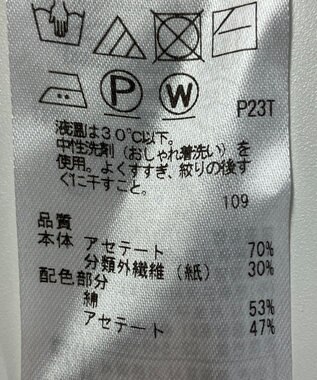 P
W
P23T
液温は30℃以下。
中性洗剤（おしゃれ着洗い）を
使用。よくすすぎ、絞りの後す
ぐに干すこと。
109
品質
本体 アセテート 70%
分類外繊維（紙） 30%
配色部分
綿 53%
アセテート 47%